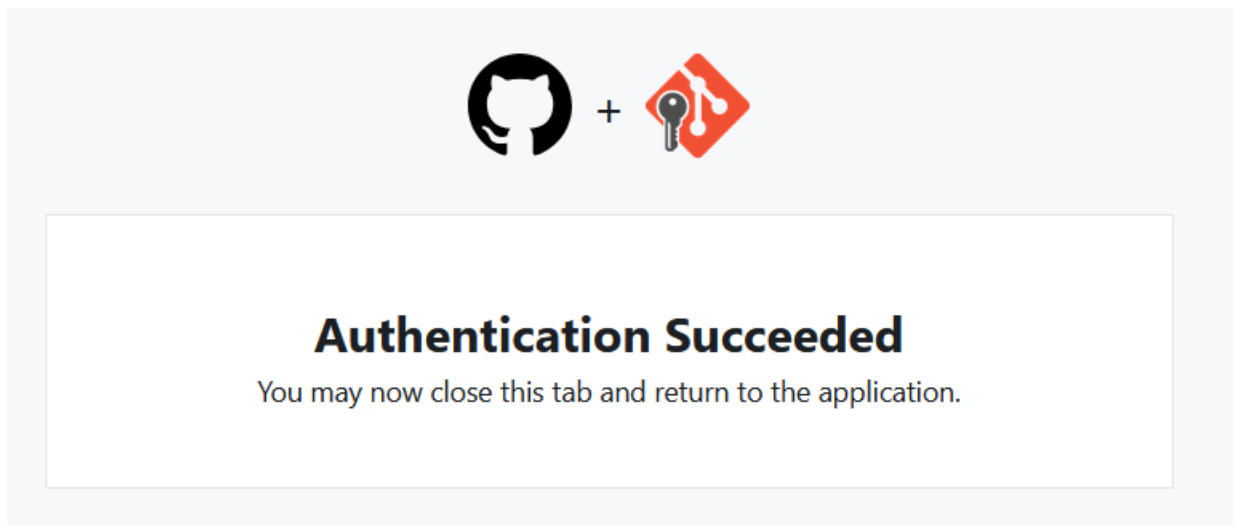 +
Authentication Succeeded
You may now close this tab and return to the application.